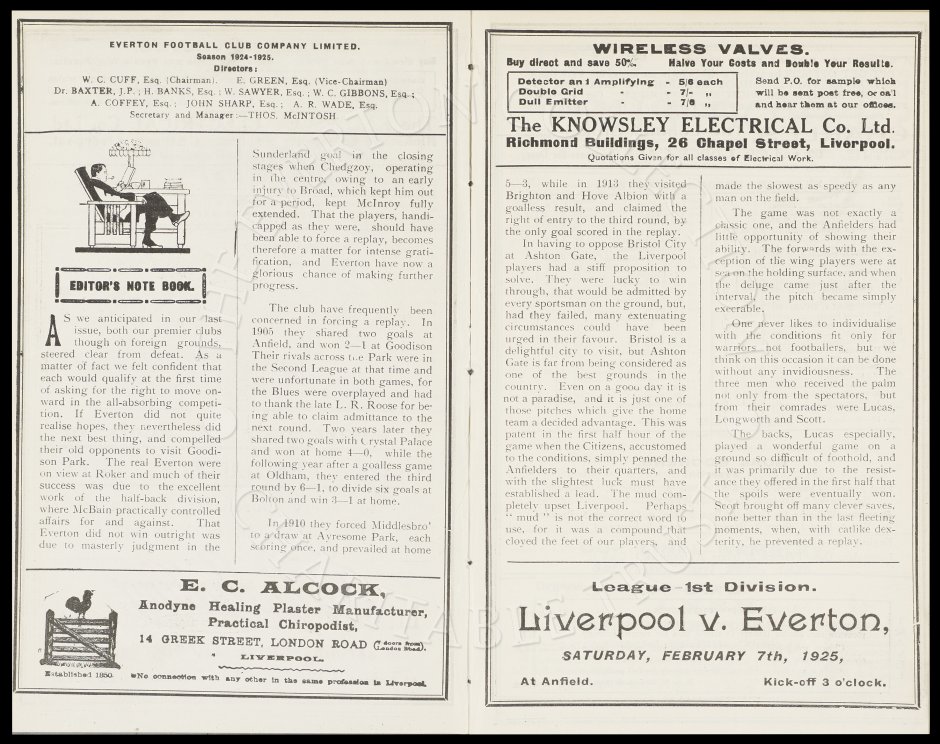 EVERTON FOOTBALL CLUB COMPANY LIMITED.
Season 1924-1925.
Directors:
W. C. CUFF, Esq. (Chairman). E. GREEN, Esq. (Vice-Chairman)
Dr. BAXTER, J.P.; H. BANKS, Esq.; W. SAWYER, Esq.; W. C. GIBBONS, Esq.;
A. COFFEY, Esq.; JOHN SHARP, Esq.; A. R. WADE, Esq.
Secretary and Manager:—THOS. McINTOSH
EDITOR'S NOTE BOOK.
AS we anticipated in our last
issue, both our premier clubs
though on foreign grounds,
steered clear from defeat. As a
matter of fact we felt confident that
each would qualify at the first time
of asking for the right to move on-
ward in the all-absorbing competi-
tion. If Everton did not quite
realise hopes, they nevertheless did
the next best thing, and compelled
their old opponents to visit Goodi-
son Park. The real Everton were
on view at Roker and much of their
success was due to the excellent
work of the half-back division,
where McBain practically controlled
affairs for and against. That
Everton did not win outright was
due to masterly judgment in the
Sunderland goal in the closing
stages when Chedgzoy, operating
in the centre, owing to an early
injury to Broad, which kept him out
for a period, kept McInroy fully
extended. That the players, handi-
capped as they were, should have
been able to force a replay, becomes
therefore a matter for intense grati-
fication, and Everton have now a
glorious chance of making further
progress.
The club have frequently been
concerned in forcing a replay. In
1905 they shared two goals at
Anfield, and won 2—1 at Goodison
Their rivals across the Park were in
the Second League at that time and
were unfortunate in both games, for
the Blues were overplayed and had
to thank the late L. R. Roose for be-
ing able to claim admittance to the
next round. Two years later they
shared two goals with Crystal Palace
and won at home 4—0, while the
following year after a goalless game
at Oldham, they entered the third
round by 6—1, to divide six goals at
Bolton and win 3—1 at home.
In 1910 they forced Middlesbro'
to a draw at Ayresome Park, each
scoring once, and prevailed at home
E. C. ALCOCK,
Anodyne Healing Plaster Manufacturer,
Practical Chiropodist,
14 GREEK STREET, LONDON ROAD (7 doors from London Road).
LIVERPOOL.
Established 1850. No connection with any other in the same profession in Liverpool.
WIRELESS VALVES.
Buy direct and save 50%. Halve Your Costs and Double Your Results.
Detector and Amplifying - 5/6 each
Double Grid - - 7/- „
Dull Emitter - - 7/6 „
Send P.O. for sample which
will be sent post free, or call
and hear them at our offices.
The KNOWSLEY ELECTRICAL Co. Ltd.
Richmond Buildings, 26 Chapel Street, Liverpool.
Quotations Given for all classes of Electrical Work.
5—3, while in 1913 they visited
Brighton and Hove Albion with a
goalless result, and claimed the
right of entry to the third round, by
the only goal scored in the replay.
In having to oppose Bristol City
at Ashton Gate, the Liverpool
players had a stiff proposition to
solve. They were lucky to win
through, that would be admitted by
every sportsman on the ground, but,
had they failed, many extenuating
circumstances could have been
urged in their favour. Bristol is a
delightful city to visit, but Ashton
Gate is far from being considered as
one of the best grounds in the
country. Even on a good day it is
not a paradise, and it is just one of
those pitches which give the home
team a decided advantage. This was
patent in the first half hour of the
game when the Citizens, accustomed
to the conditions, simply penned the
Anfielders to their quarters, and
with the slightest luck must have
established a lead. The mud com-
pletely upset Liverpool. Perhaps
" mud " is not the correct word to
use, for it was a compound that
cloyed the feet of our players, and
made the slowest as speedy as any
man on the field.
The game was not exactly a
classic one, and the Anfielders had
little opportunity of showing their
ability. The forwards with the ex-
ception of the wing players were at
sea on the holding surface, and when
the deluge came just after the
interval, the pitch became simply
execrable.
One never likes to individualise
with the conditions fit only for
warriors not footballers, but we
think on this occasion it can be done
without any invidiousness. The
three men who received the palm
not only from the spectators, but
from their comrades were Lucas,
Longworth and Scott.
The backs, Lucas especially,
played a wonderful game on a
ground so difficult of foothold, and
it was primarily due to the resist-
ance they offered in the first half that
the spoils were eventually won.
Scott brought off many clever saves,
none better than in the last fleeting
moments, when, with catlike dex-
terity, he prevented a replay.
League—1st Division.
Liverpool v. Everton,
SATURDAY, FEBRUARY 7th, 1925,
At Anfield. Kick-off 3 o'clock.